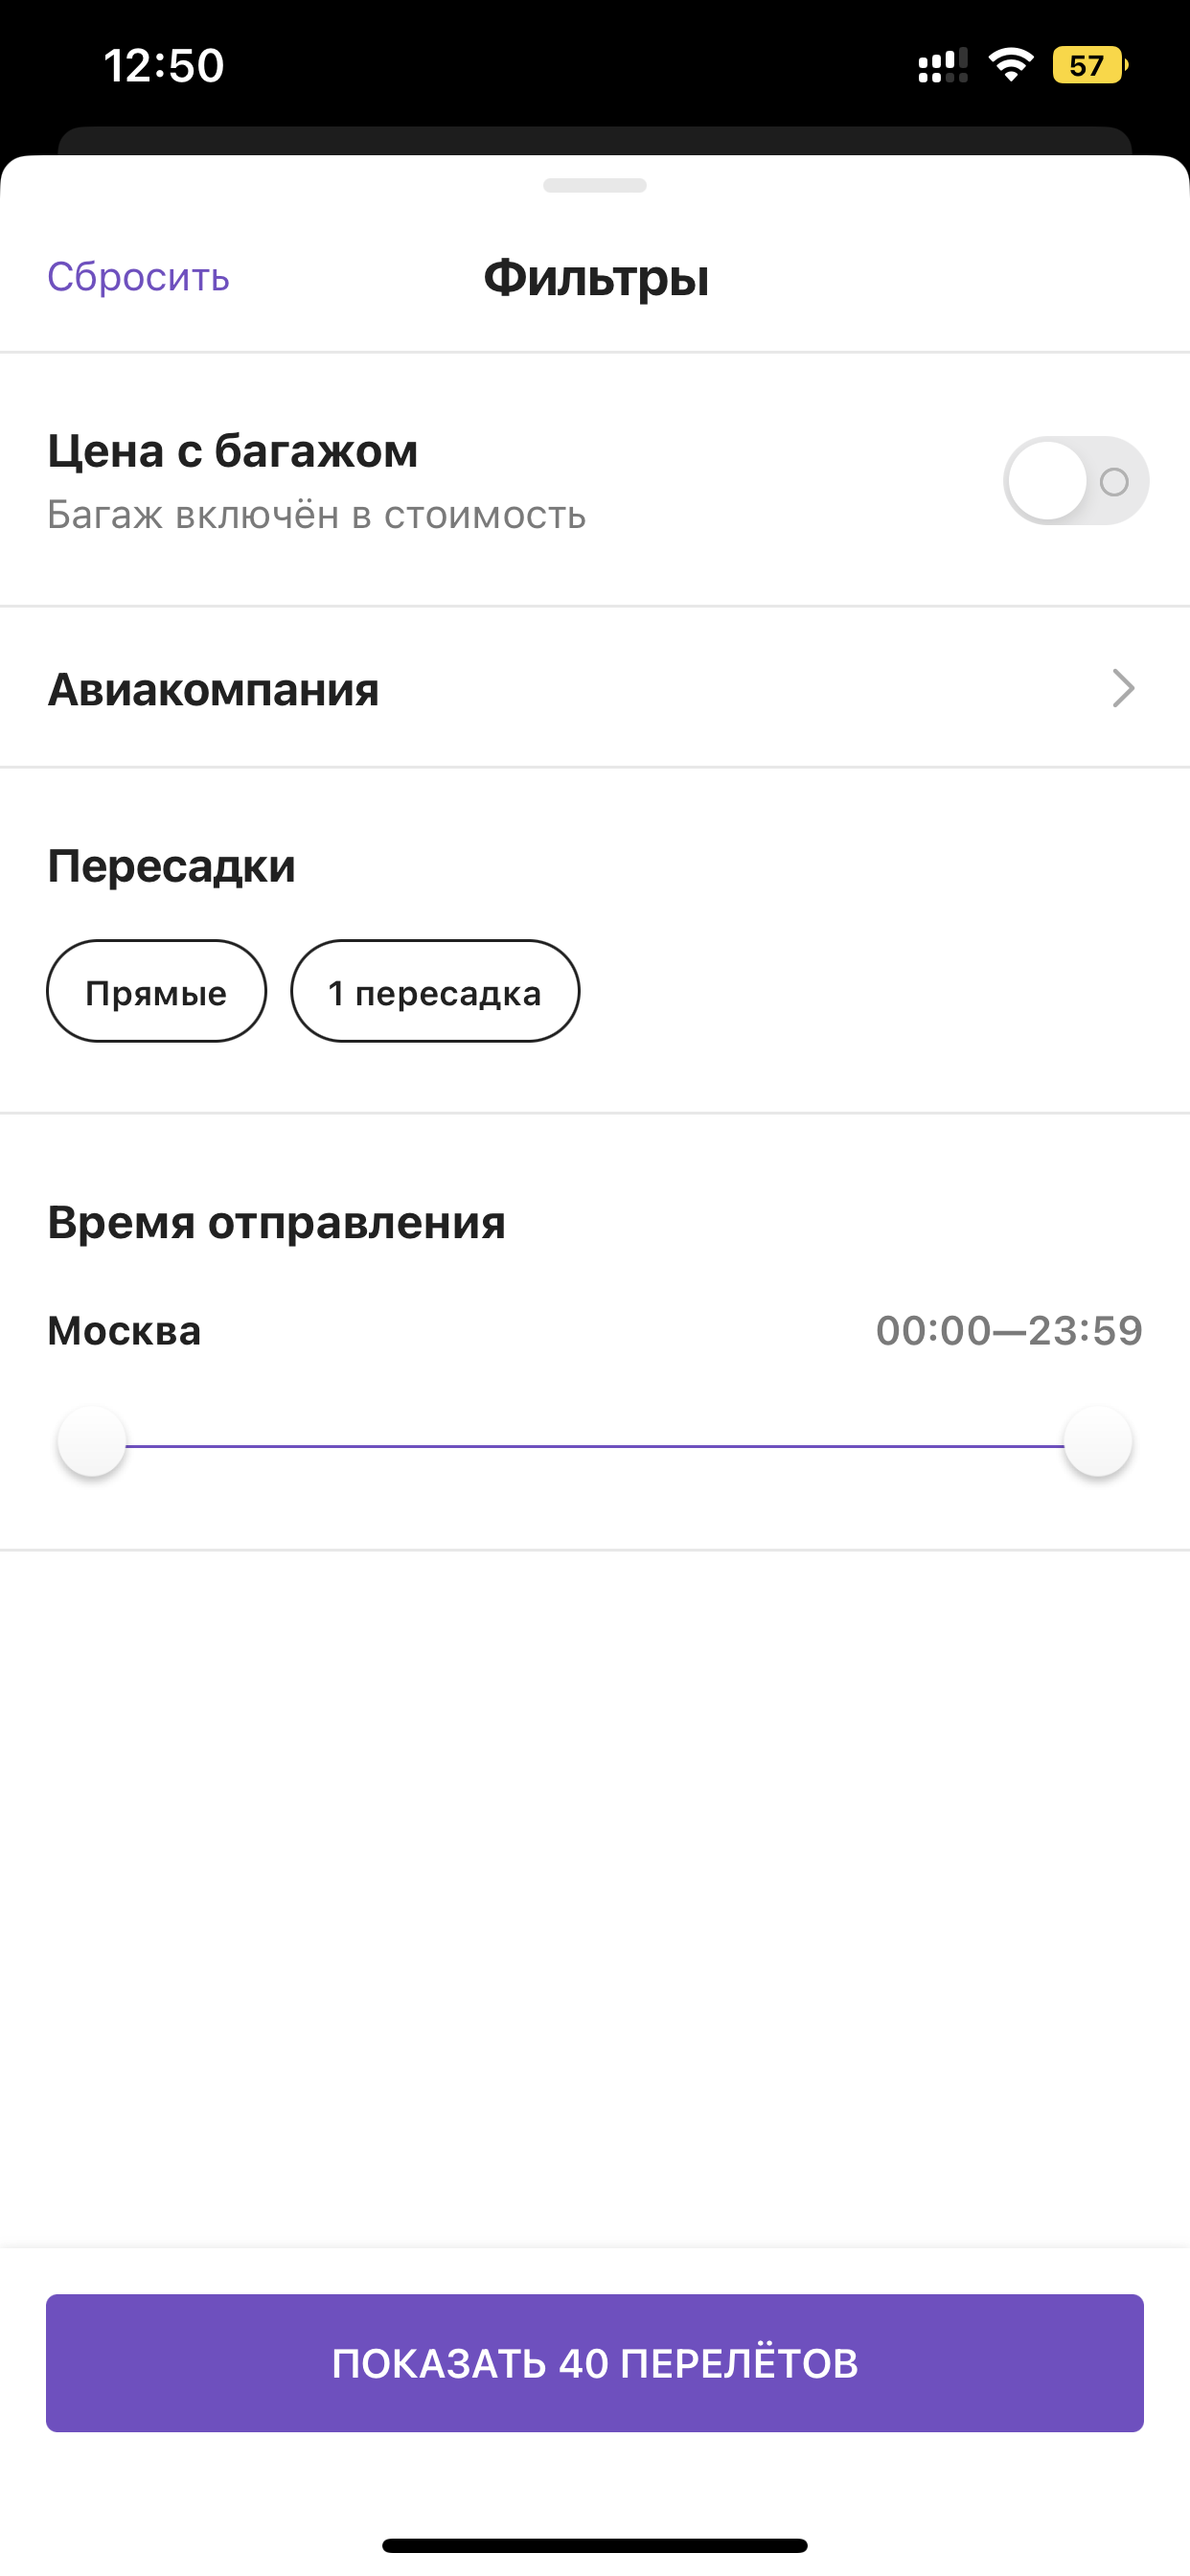 12:50
57
Сбросить
Фильтры
Цена с багажом
Багаж включён в стоимость
Авиакомпания
Пересадки
Прямые
1 пересадка
Время отправления
Москва
00:00—23:59
ПОКАЗАТЬ 40 ПЕРЕЛЁТОВ